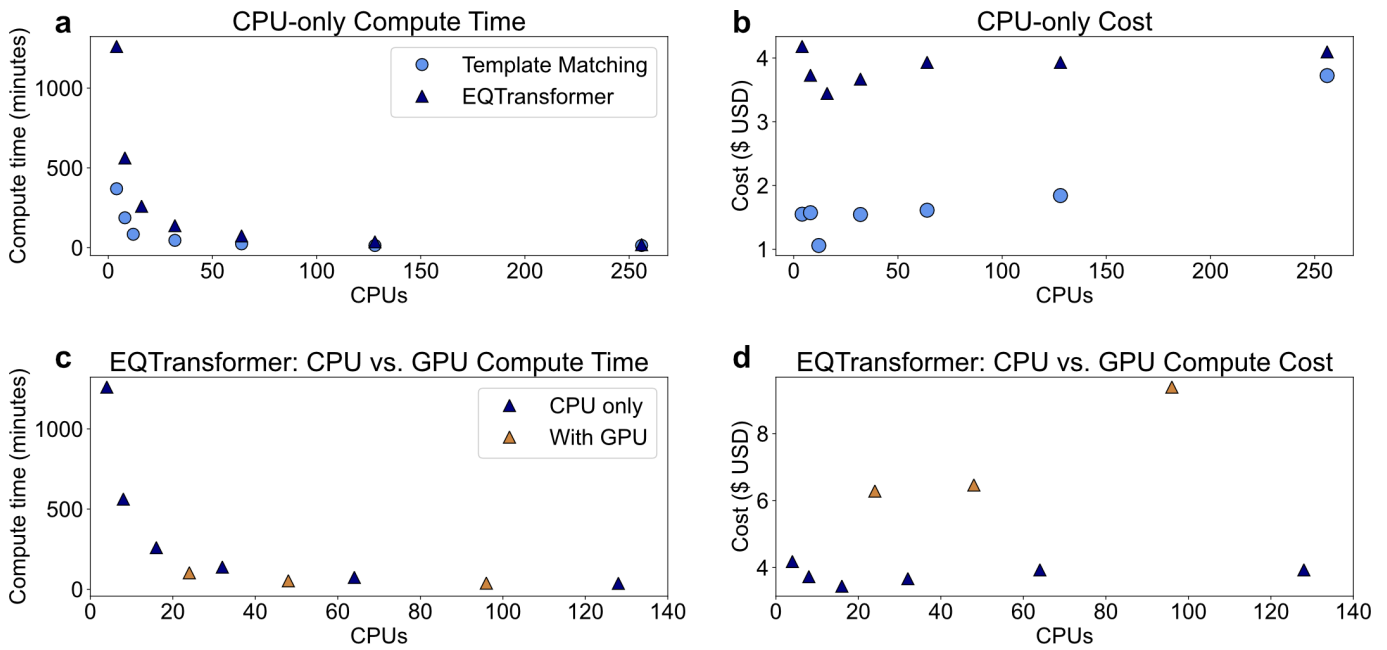 a
CPU-only Compute Time
Compute time (minutes)
1000
500
0
Template Matching
EQTransformer
0 50 100 150 200 250
CPUs
b
CPU-only Cost
Cost ($ USD)
4
3
2
1
0 50 100 150 200 250
CPUs
c
EQTransformer: CPU vs. GPU Compute Time
Compute time (minutes)
1000
500
0
CPU only
With GPU
0 20 40 60 80 100 120 140
CPUs
d
EQTransformer: CPU vs. GPU Compute Cost
Cost ($ USD)
8
6
4
0 20 40 60 80 100 120 140
CPUs